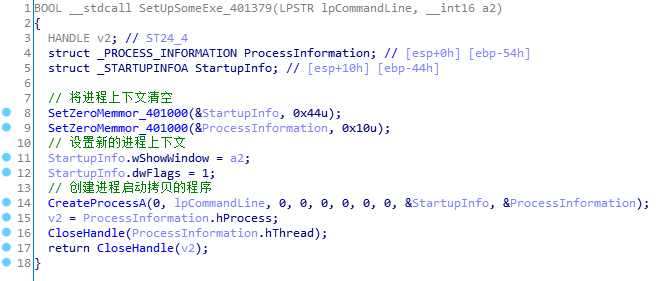 1 BOOL __stdcall SetUpSomeExe_401379(LPSTR lpCommandLine, __int16 a2)
2 {
3 HANDLE v2; // ST24_4
4 struct _PROCESS_INFORMATION ProcessInformation; // [esp+0h] [ebp-54h]
5 struct _STARTUPINFOA StartupInfo; // [esp+10h] [ebp-44h]
6
7 // 将进程上下文清空
8 SetZeroMemmor_401000(&StartupInfo, 0x44u);
9 SetZeroMemmor_401000(&ProcessInformation, 0x10u);
10 // 设置新的进程上下文
11 StartupInfo.wShowWindow = a2;
12 StartupInfo.dwFlags = 1;
13 // 创建进程启动拷贝的程序
14 CreateProcessA(0, lpCommandLine, 0, 0, 0, 0, 0, 0, &StartupInfo, &ProcessInformation);
15 v2 = ProcessInformation.hProcess;
16 CloseHandle(ProcessInformation.hThread);
17 return CloseHandle(v2);
18 }